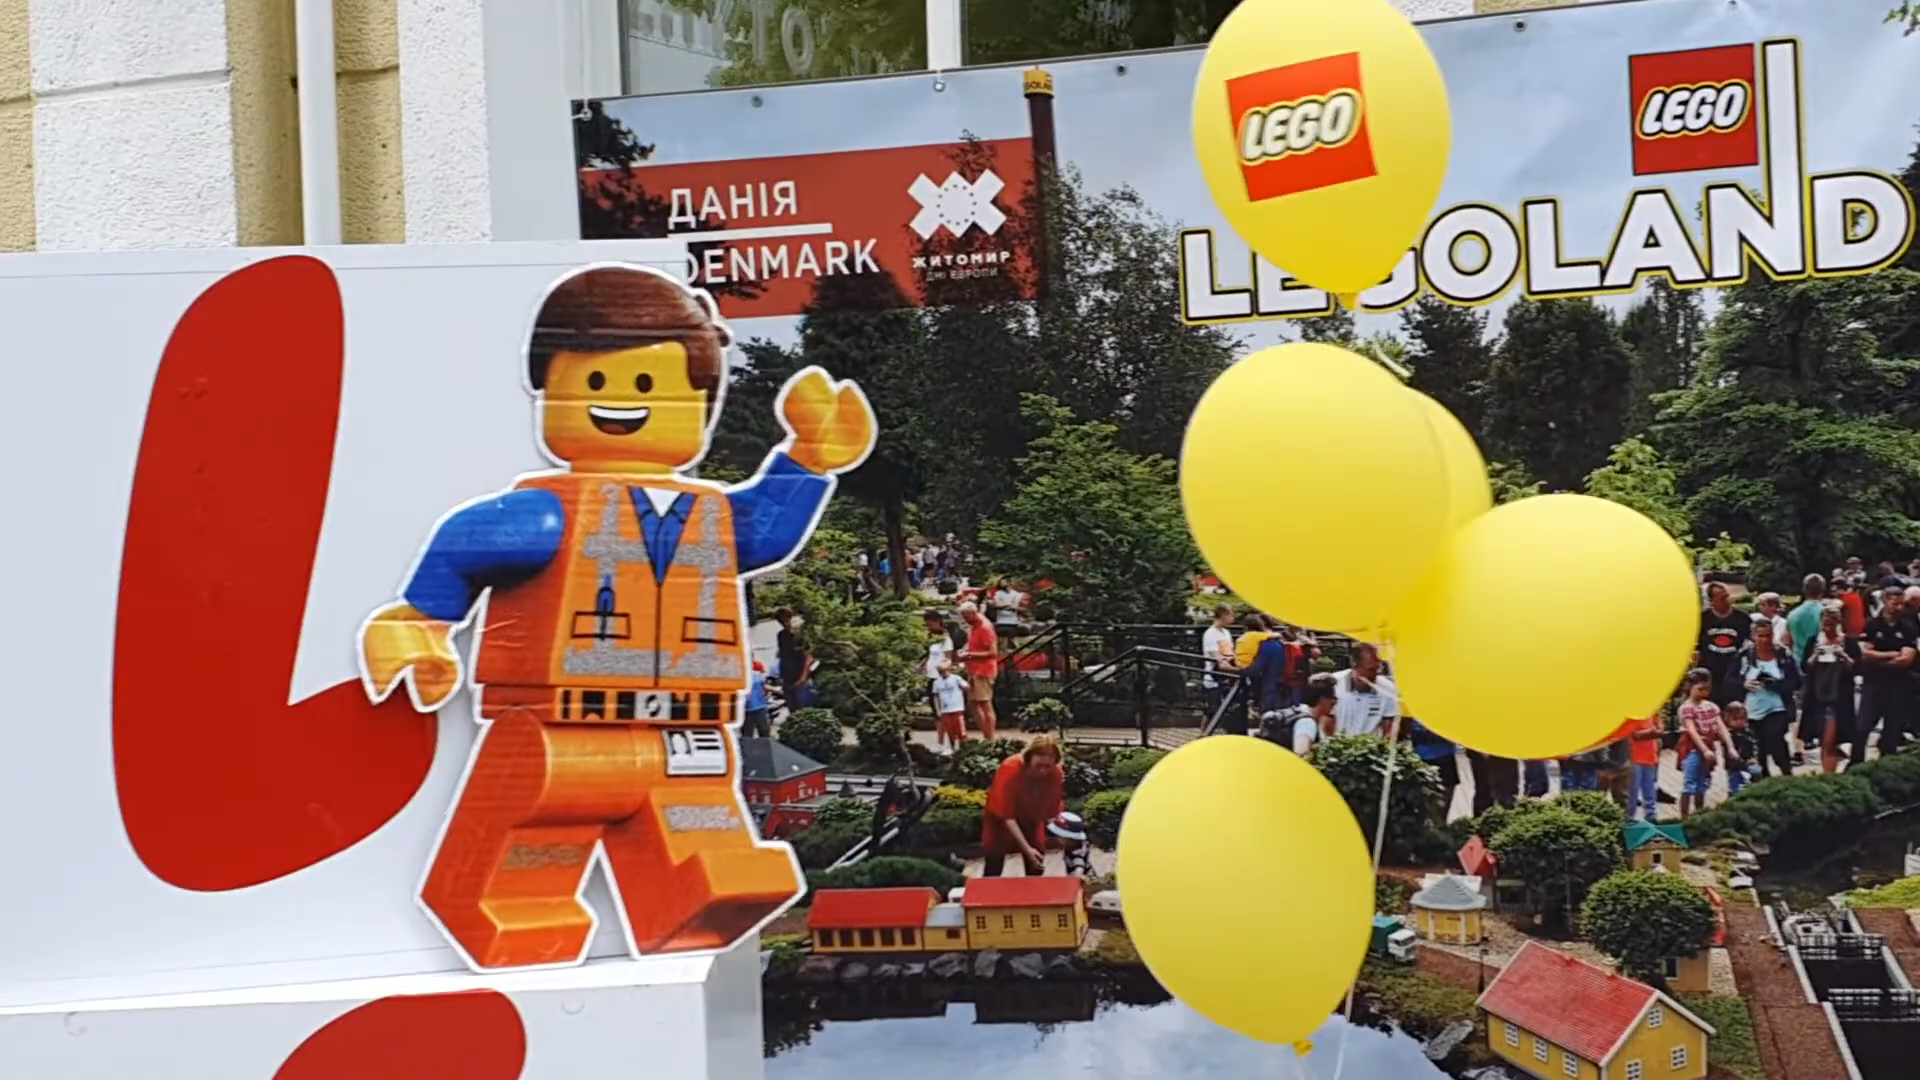 LEGO
LEGO
LEGOLAND
ДАНІЯ
DENMARK
ЖИТОМИР
ДНІ ЄВРОПИ